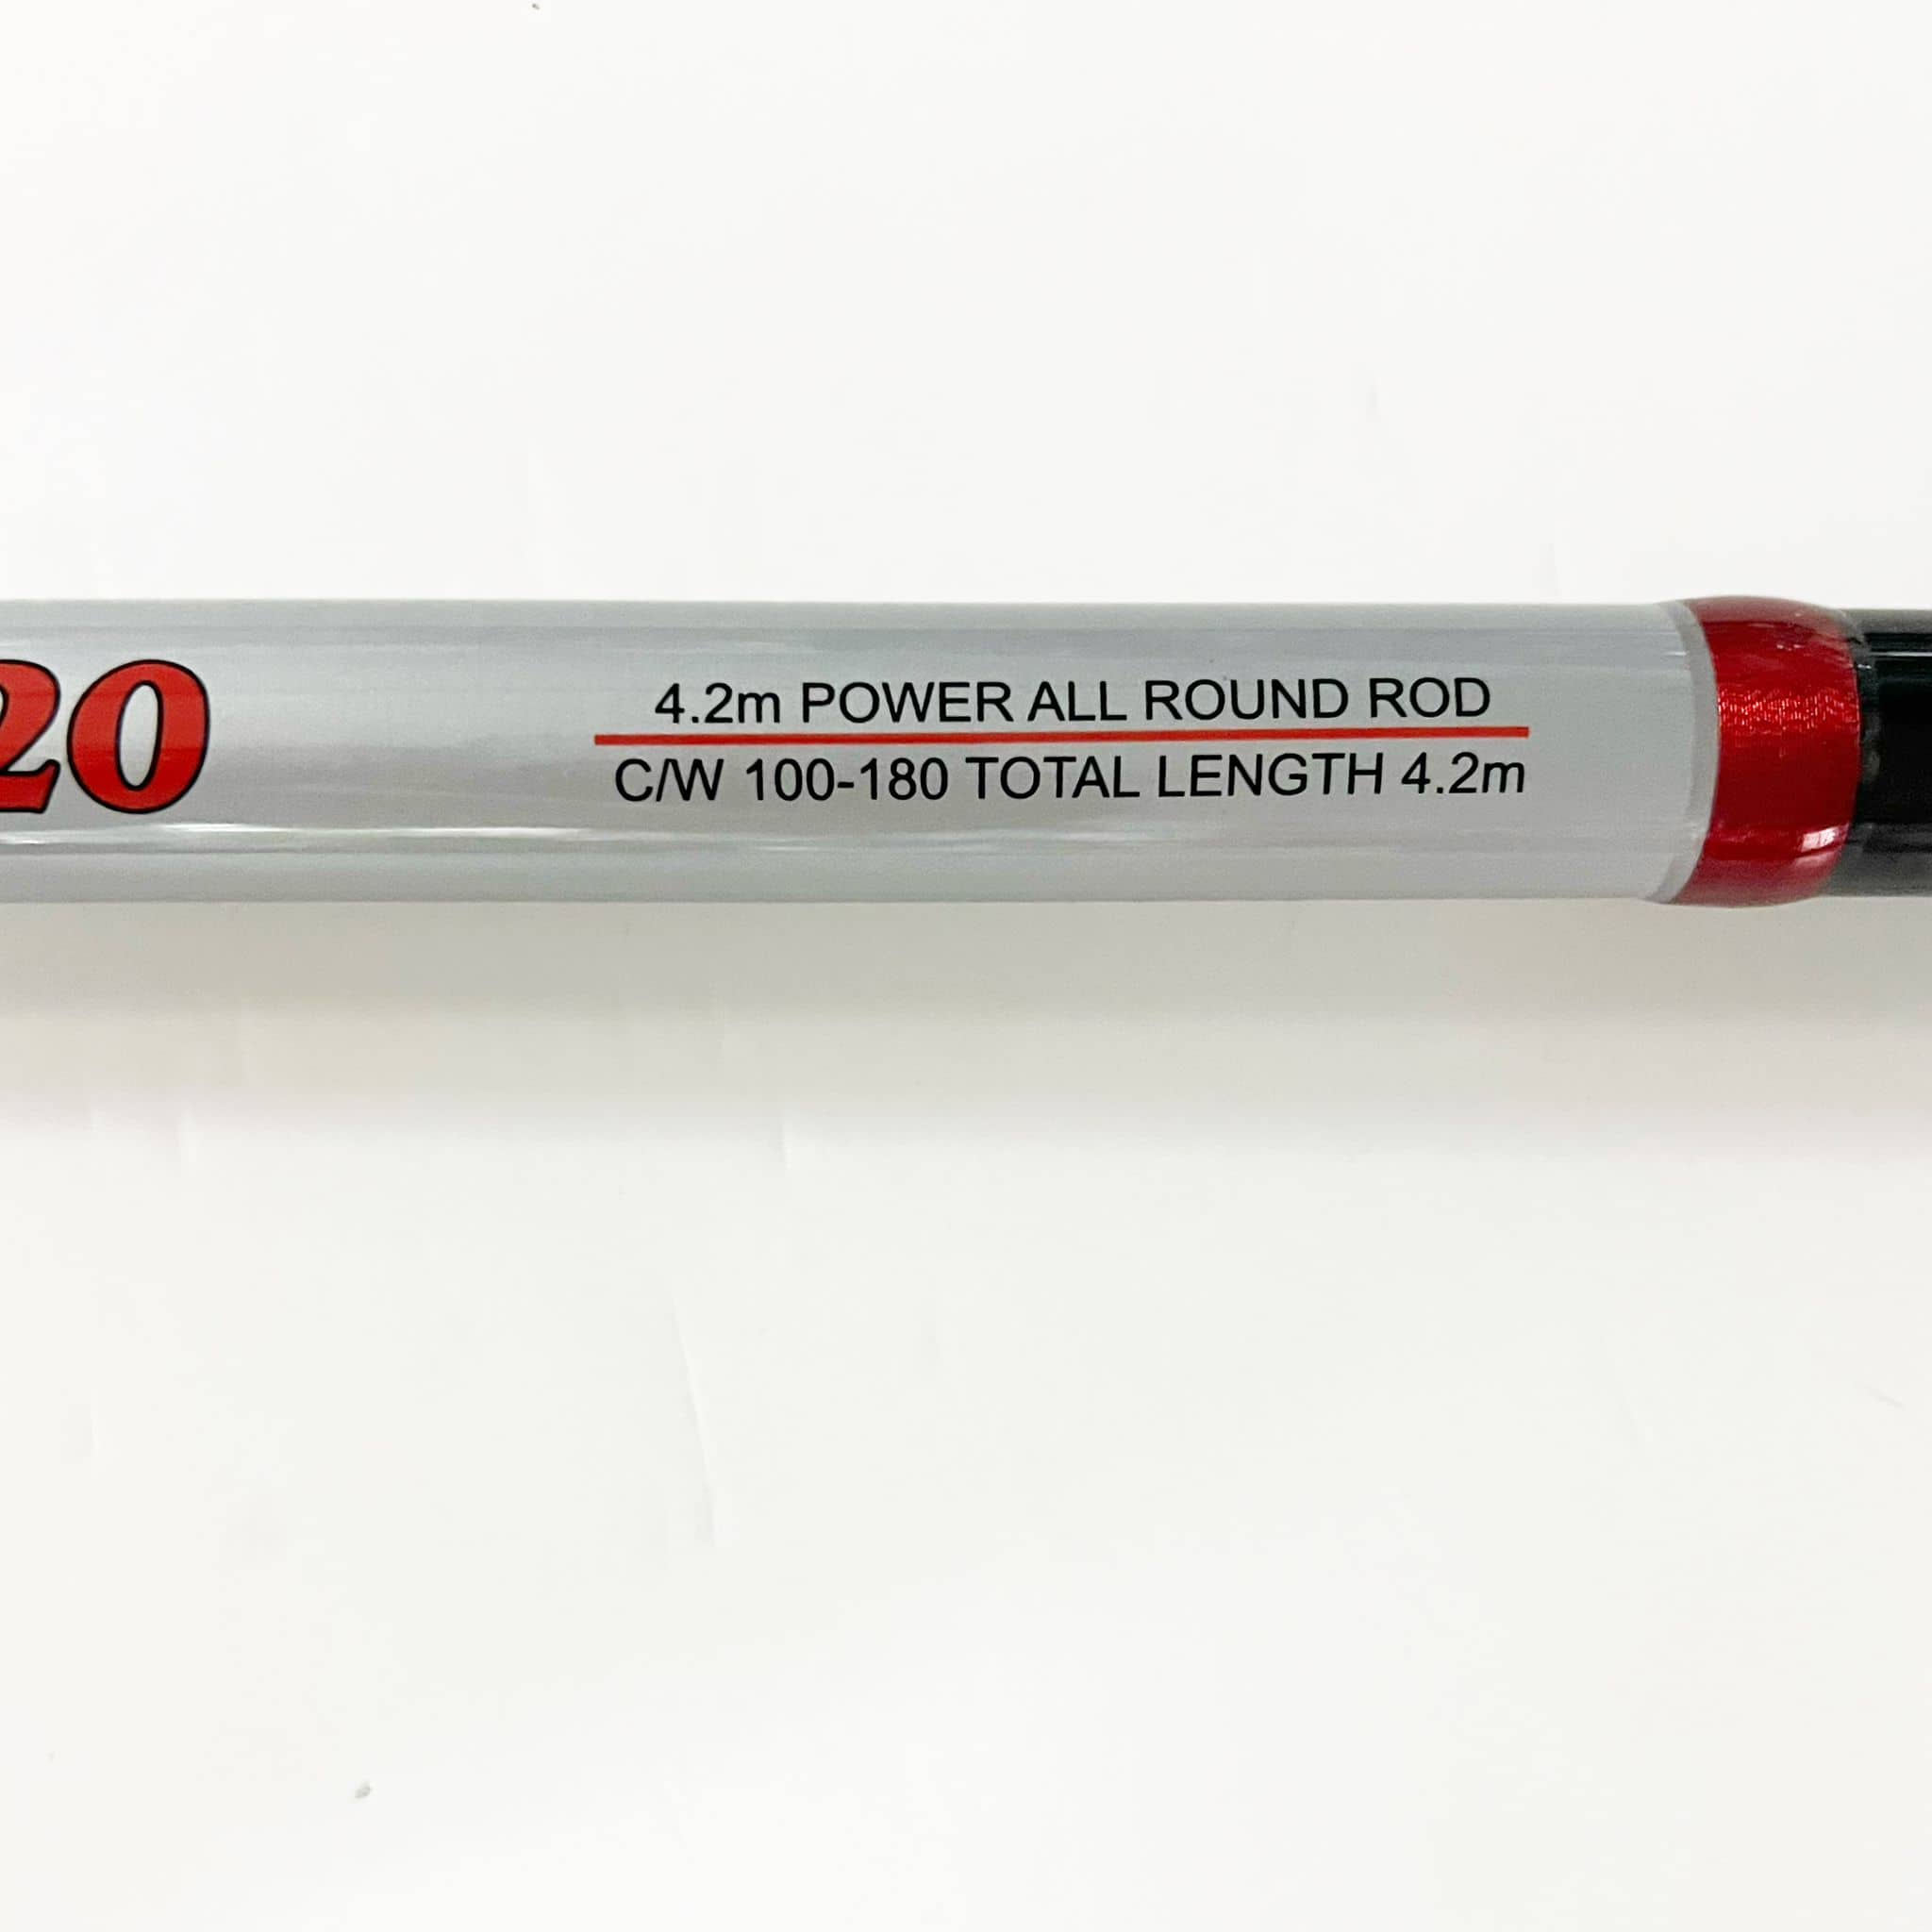 20
4.2m POWER ALL ROUND ROD
C/W 100-180 TOTAL LENGTH 4.2m